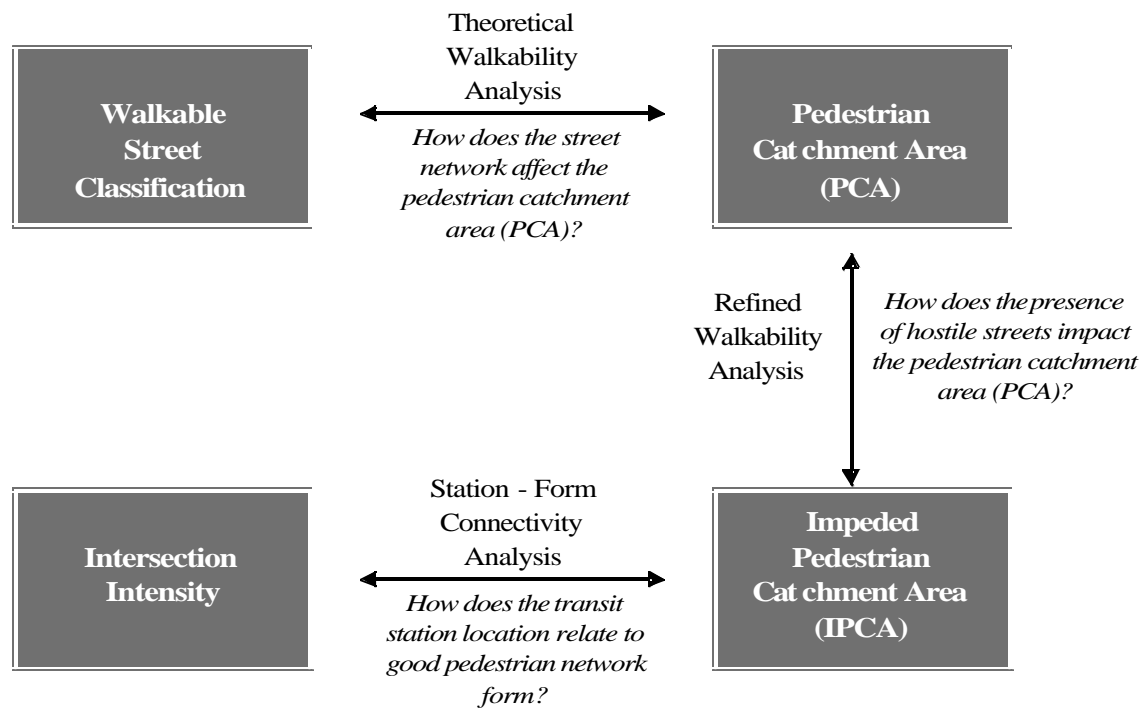 Theoretical
Walkability
Analysis
Walkable
Street
Classification
How does the street
network affect the
pedestrian catchment
area (PCA)?
Pedestrian
Cat chment Area
(PCA)
Refined
Walkability
Analysis
How does the presence
of hostile streets impact
the pedestrian catchment
area (PCA)?
Intersection
Intensity
Station - Form
Connectivity
Analysis
How does the transit
station location relate to
good pedestrian network
form?
Impeded
Pedestrian
Cat chment Area
(IPCA)